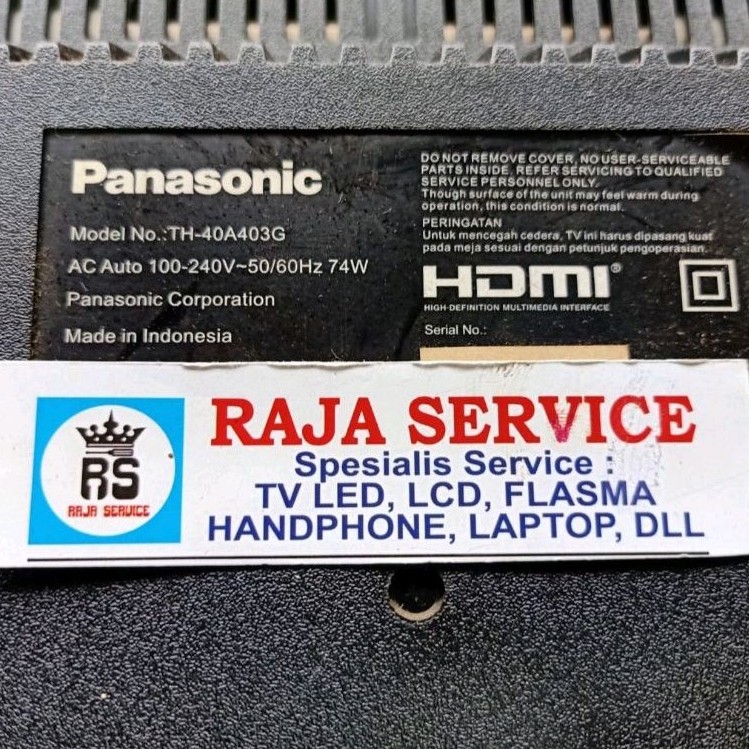 Panasonic
Model No.:TH-40A403G
AC Auto 100-240V~50/60Hz 74W
Panasonic Corporation
Made in Indonesia
DO NOT REMOVE COVER, NO USER-SERVICEABLE
PARTS INSIDE. REFER SERVICING TO QUALIFIED
SERVICE PERSONNEL ONLY.
Though surface of the unit may feel warm during
operation, this condition is normal.
PERINGATAN
Untuk mencegah cedera, TV ini harus dipasang kuat
pada meja sesuai dengan petunjuk pengoperasian.
HDMI®
HIGH-DEFINITION MULTIMEDIA INTERFACE
Serial No.:
RS
RAJA SERVICE
RAJA SERVICE
Spesialis Service :
TV LED, LCD, FLASMA
HANDPHONE, LAPTOP, DLL